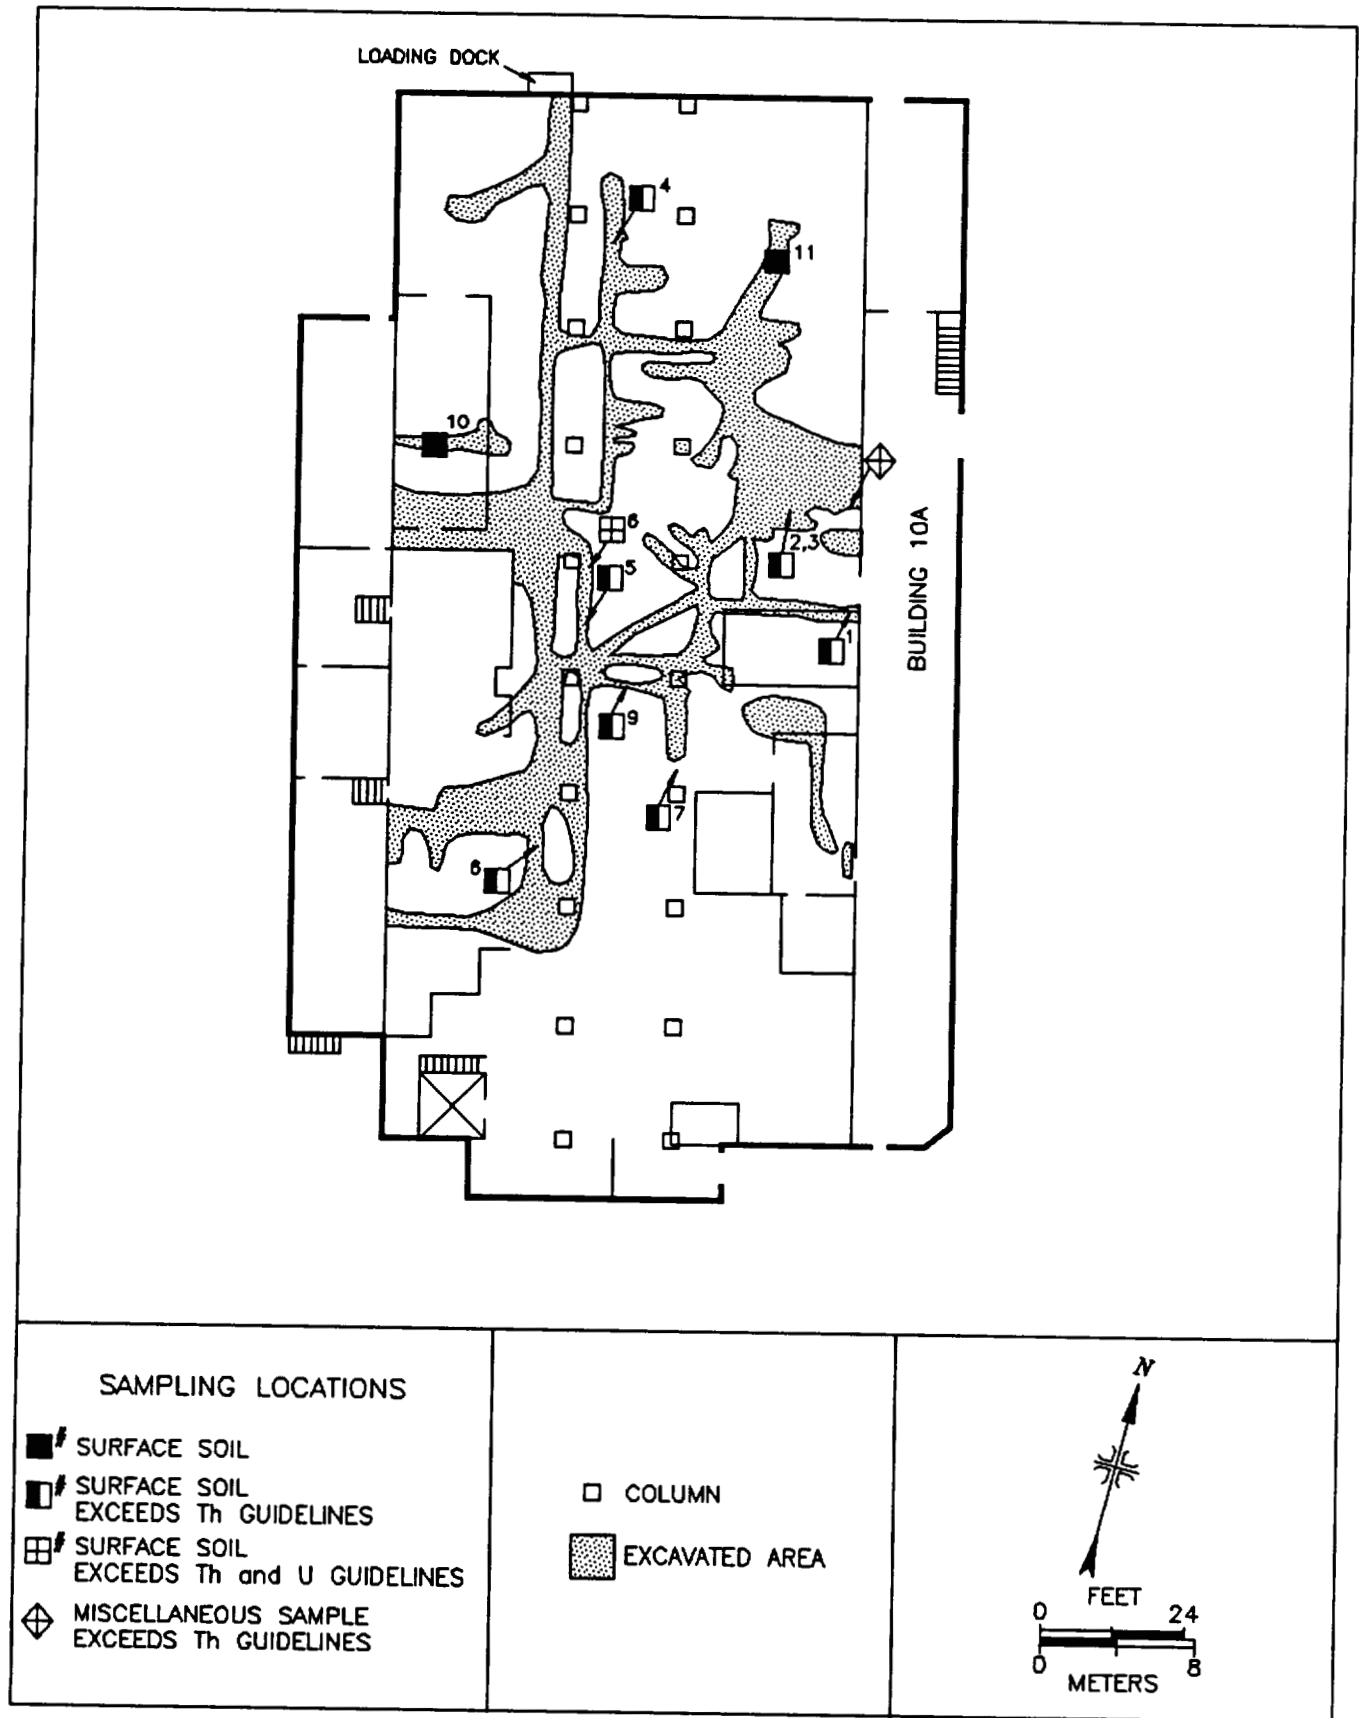 LOADING DOCK
4
11
10
8
5
2,3
BUILDING 10A
1
9
7
6
SAMPLING LOCATIONS
# SURFACE SOIL
# SURFACE SOIL
EXCEEDS Th GUIDELINES
# SURFACE SOIL
EXCEEDS Th and U GUIDELINES
MISCELLANEOUS SAMPLE
EXCEEDS Th GUIDELINES
COLUMN
EXCAVATED AREA
N
FEET
0 24
0 8
METERS